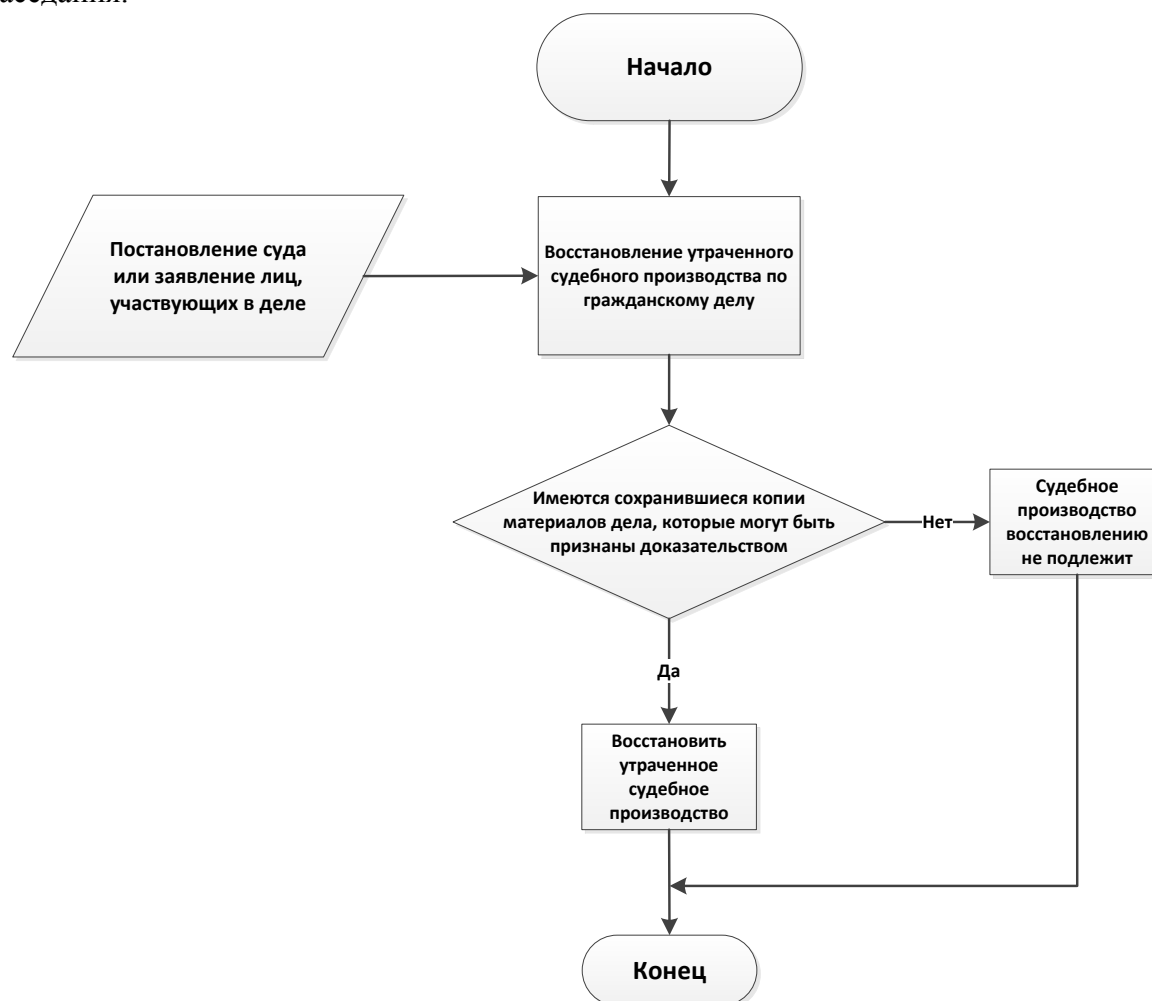 Начало
Постановление суда
или заявление лиц,
участвующих в деле
Восстановление утраченного
судебного производства по
гражданскому делу
Имеются сохранившиеся копии
материалов дела, которые могут быть
признаны доказательством
Нет
Судебное
производство
восстановлению
не подлежит
Да
Восстановить
утраченное
судебное
производство
Конец